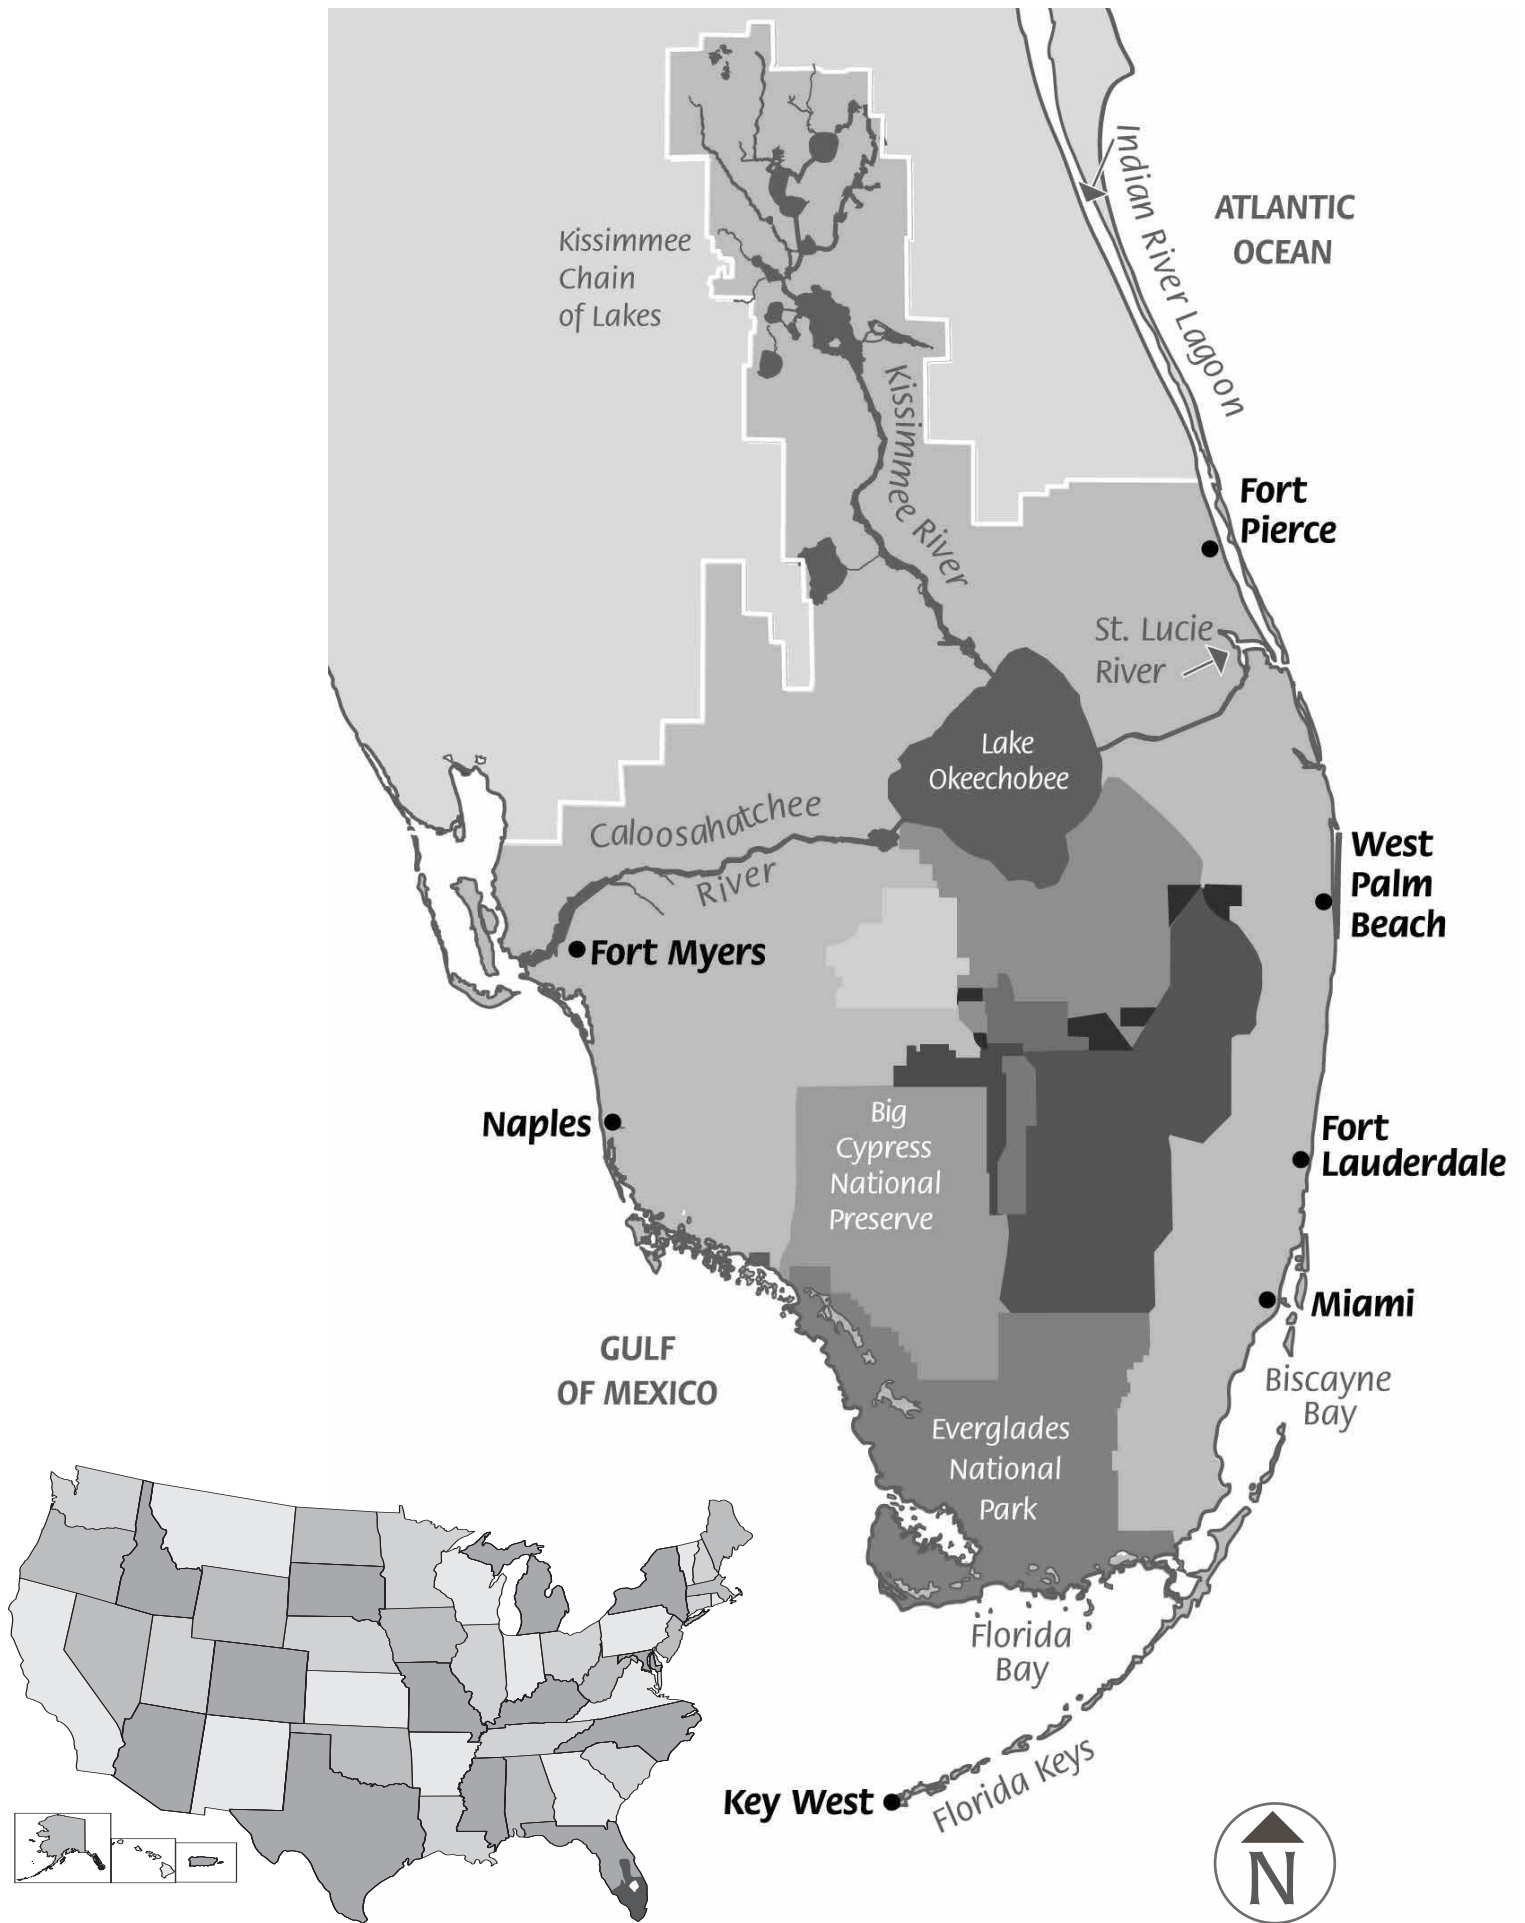 Indian River Lagoon
ATLANTIC
OCEAN
Kissimmee
Chain
of Lakes
Kissimmee River
Fort
Pierce
St. Lucie
River
Lake
Okeechobee
Caloosahatchee
River
West
Palm
Beach
Fort Myers
Big
Cypress
National
Preserve
Naples
Fort
Lauderdale
Miami
GULF
OF MEXICO
Biscayne
Bay
Everglades
National
Park
Florida
Bay
Key West
Florida Keys
N